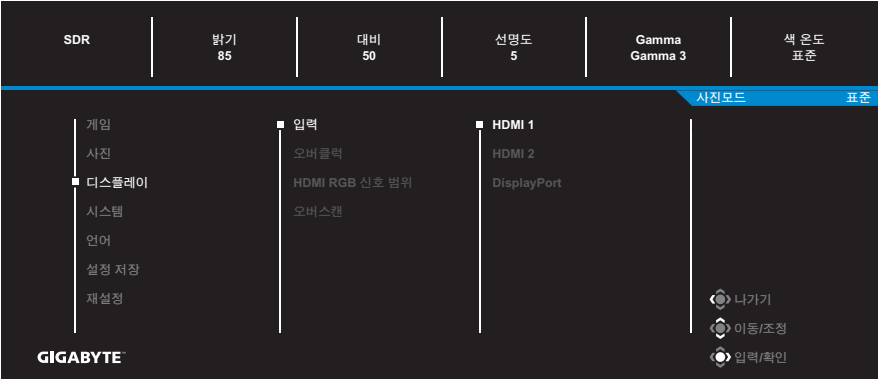 SDR
밝기
85
대비
50
선명도
5
Gamma
Gamma 3
색 온도
표준
사진모드 표준
게임
사진
디스플레이
시스템
언어
설정 저장
재설정
입력
오버클럭
HDMI RGB 신호 범위
오버스캔
HDMI 1
HDMI 2
DisplayPort
나가기
이동/조정
입력/확인
GIGABYTE™